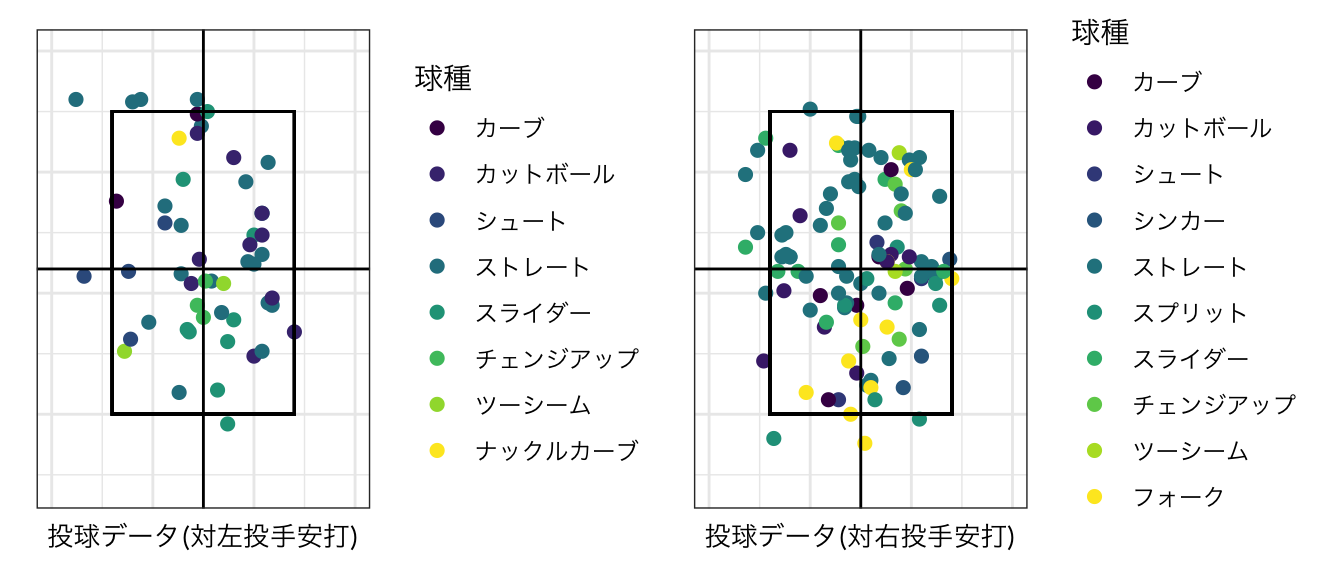 球種
カーブ
カットボール
シュート
ストレート
スライダー
チェンジアップ
ツーシーム
ナックルカーブ
投球データ(対左投手安打)
球種
カーブ
カットボール
シュート
シンカー
ストレート
スプリット
スライダー
チェンジアップ
ツーシーム
フォーク
投球データ(対右投手安打)